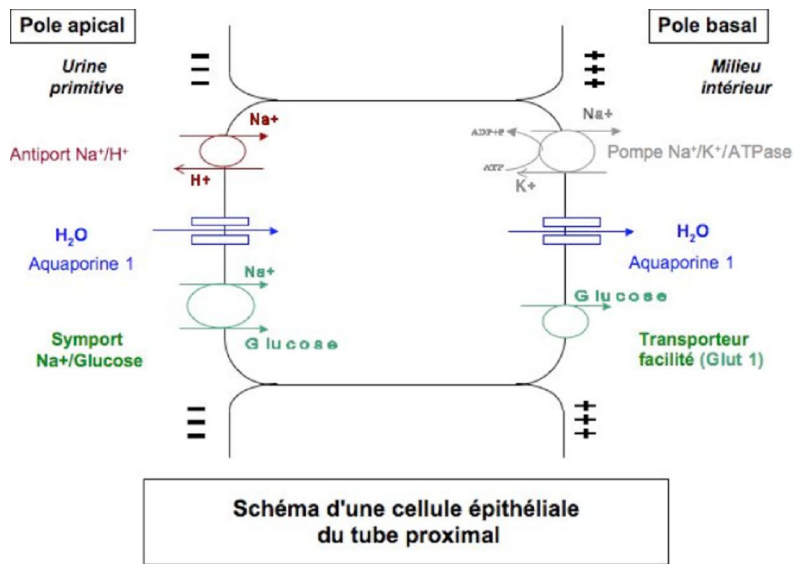 Pole apical
Pole basal
Urine
primitive
Milieu
intérieur
Na+
Antiport Na⁺/H⁺
H+
Na+
ADP+P
ATP
K+
Pompe Na⁺/K⁺/ATPase
H₂O
Aquaporine 1
H₂O
Aquaporine 1
Na+
Glucose
Symport
Na+/Glucose
Glucose
Transporteur
facilité (Glut 1)
Schéma d'une cellule épithéliale
du tube proximal